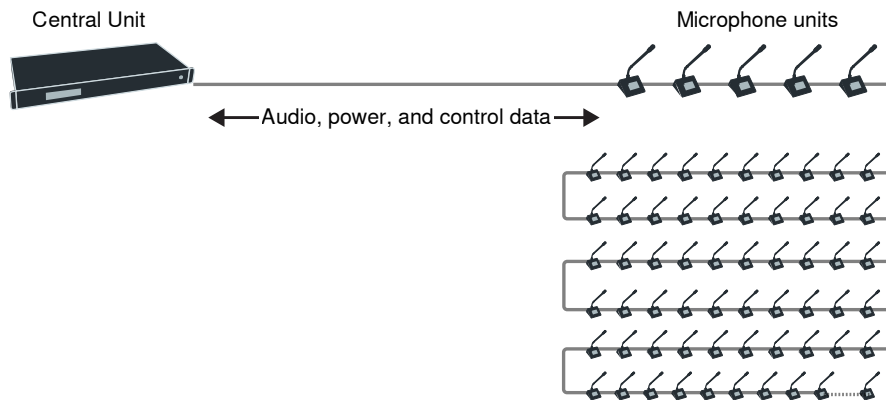 Central Unit
Microphone units
Audio, power, and control data